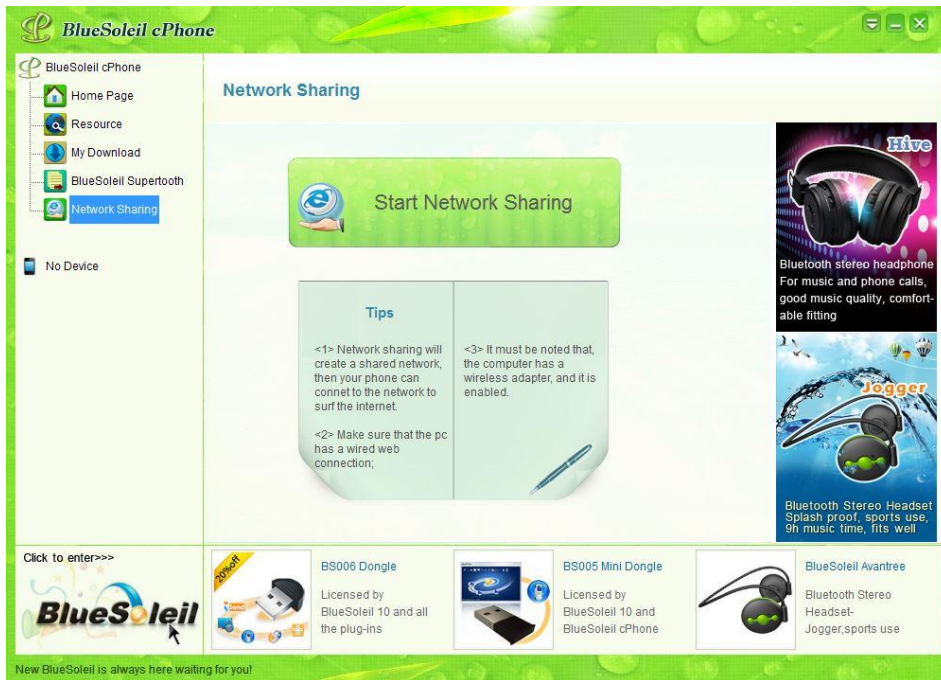 BlueSoleil cPhone
BlueSoleil cPhone
Home Page
Resource
My Download
BlueSoleil Supertooth
Network Sharing
No Device
Network Sharing
Start Network Sharing
Tips
<1> Network sharing will
create a shared network,
then your phone can
connet to the network to
surf the internet.
<2> Make sure that the pc
has a wired web
connection;
<3> It must be noted that,
the computer has a
wireless adapter, and it is
enabled.
Hive
Bluetooth stereo headphone
For music and phone calls,
good music quality, comfort-
able fitting
Jogger
Bluetooth Stereo Headset
Splash proof, sports use,
9h music time, fits well
Click to enter>>>
BlueSoleil
20%off
BS006 Dongle
Licensed by
BlueSoleil 10 and all
the plug-ins
BS005 Mini Dongle
Licensed by
BlueSoleil 10 and
BlueSoleil cPhone
BlueSoleil Avantree
Bluetooth Stereo
Headset-
Jogger,sports use
New BlueSoleil is always here waiting for you!